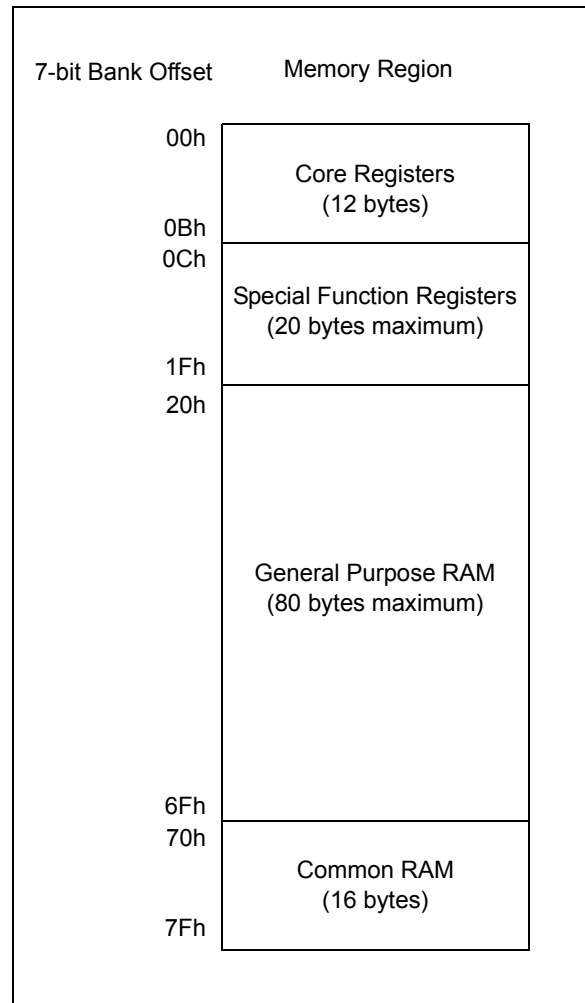 7-bit Bank Offset Memory Region
00h
Core Registers
(12 bytes)
0Bh
0Ch
Special Function Registers
(20 bytes maximum)
1Fh
20h
General Purpose RAM
(80 bytes maximum)
6Fh
70h
Common RAM
(16 bytes)
7Fh